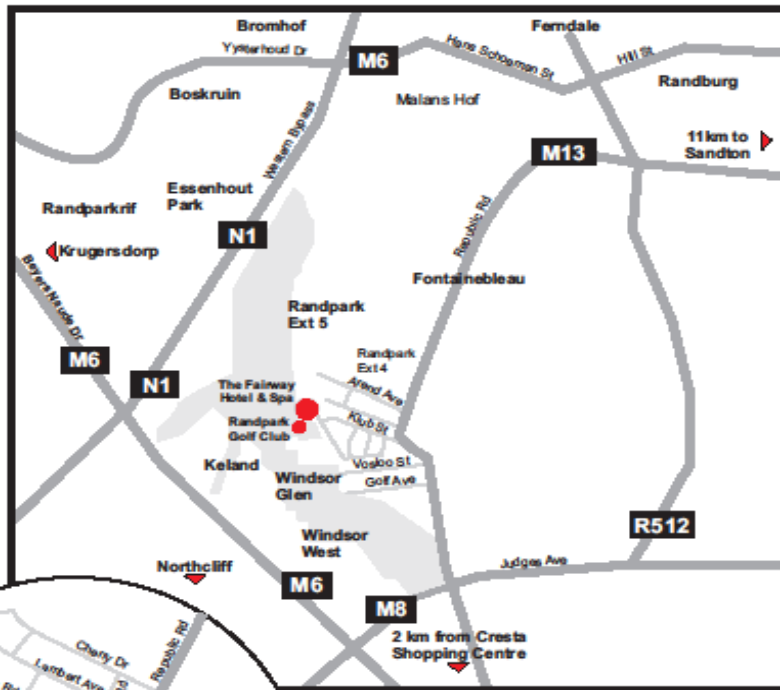 Bromhof
Ferndale
Yysterhoud Dr
M6
Hans Schoeman St
Hill St
Boskruin
Malans Hof
Randburg
Western Bypass
M13
11km to
Sandton
Essenhout
Park
Randparkrif
N1
Republic Rd
Krugersdorp
Beyers Naude Dr
Fontainebleau
Randpark
Ext 5
M6
N1
Randpark
Ext 4
The Fairway
Hotel & Spa
Arend Ave
Randpark
Golf Club
Klub St
Keland
Vosloo St
Windsor
Glen
Golf Ave
R512
Windsor
West
Judges Ave
Northcliff
M6
M8
2 km from Cresta
Shopping Centre
Cherry Dr
Republic Rd
Lambert Ave